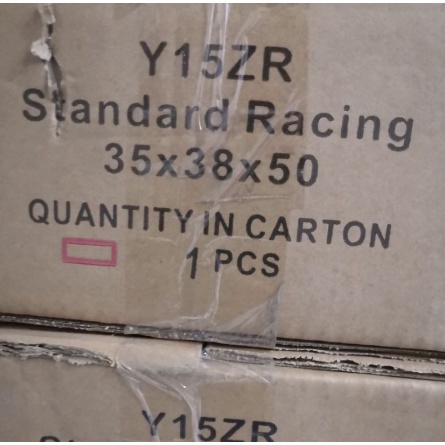 Y15ZR
Standard Racing
35x38x50
QUANTITY IN CARTON
1 PCS
Y15ZR